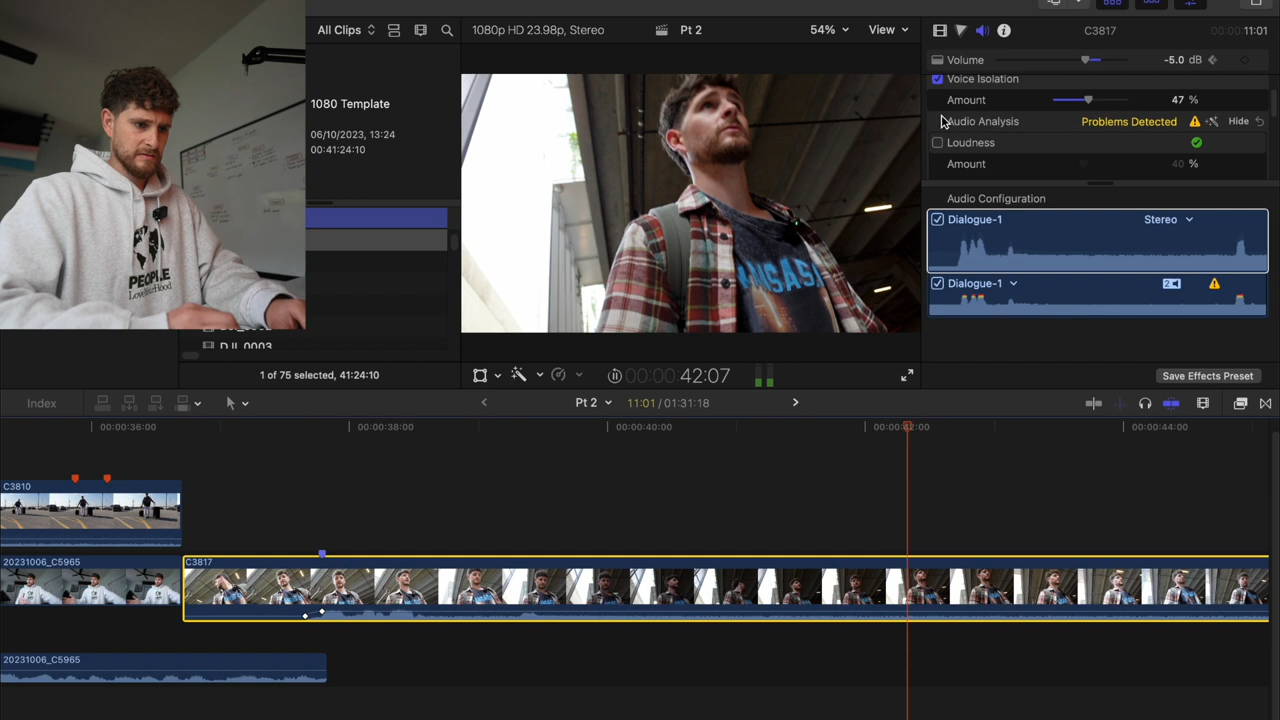 All Clips
1080p HD 23.98p, Stereo
Pt 2
54%
View
C3817
00:00:11:01
Volume
-5.0 dB
Voice Isolation
Amount
47 %
Audio Analysis
Problems Detected
Hide
Loudness
Amount
40 %
Audio Configuration
Dialogue-1
Stereo
Dialogue-1
2
1080 Template
06/10/2023, 13:24
00:41:24:10
PEOPLE
LoveYourHood
KANSAS
DJI_0003
1 of 75 selected, 41:24:10
00:00:42:07
Save Effects Preset
Index
Pt 2
11:01 / 01:31:18
00:00:36:00
00:00:38:00
00:00:40:00
00:00:42:00
00:00:44:00
C3810
20231006_C5965
C3817
20231006_C5965